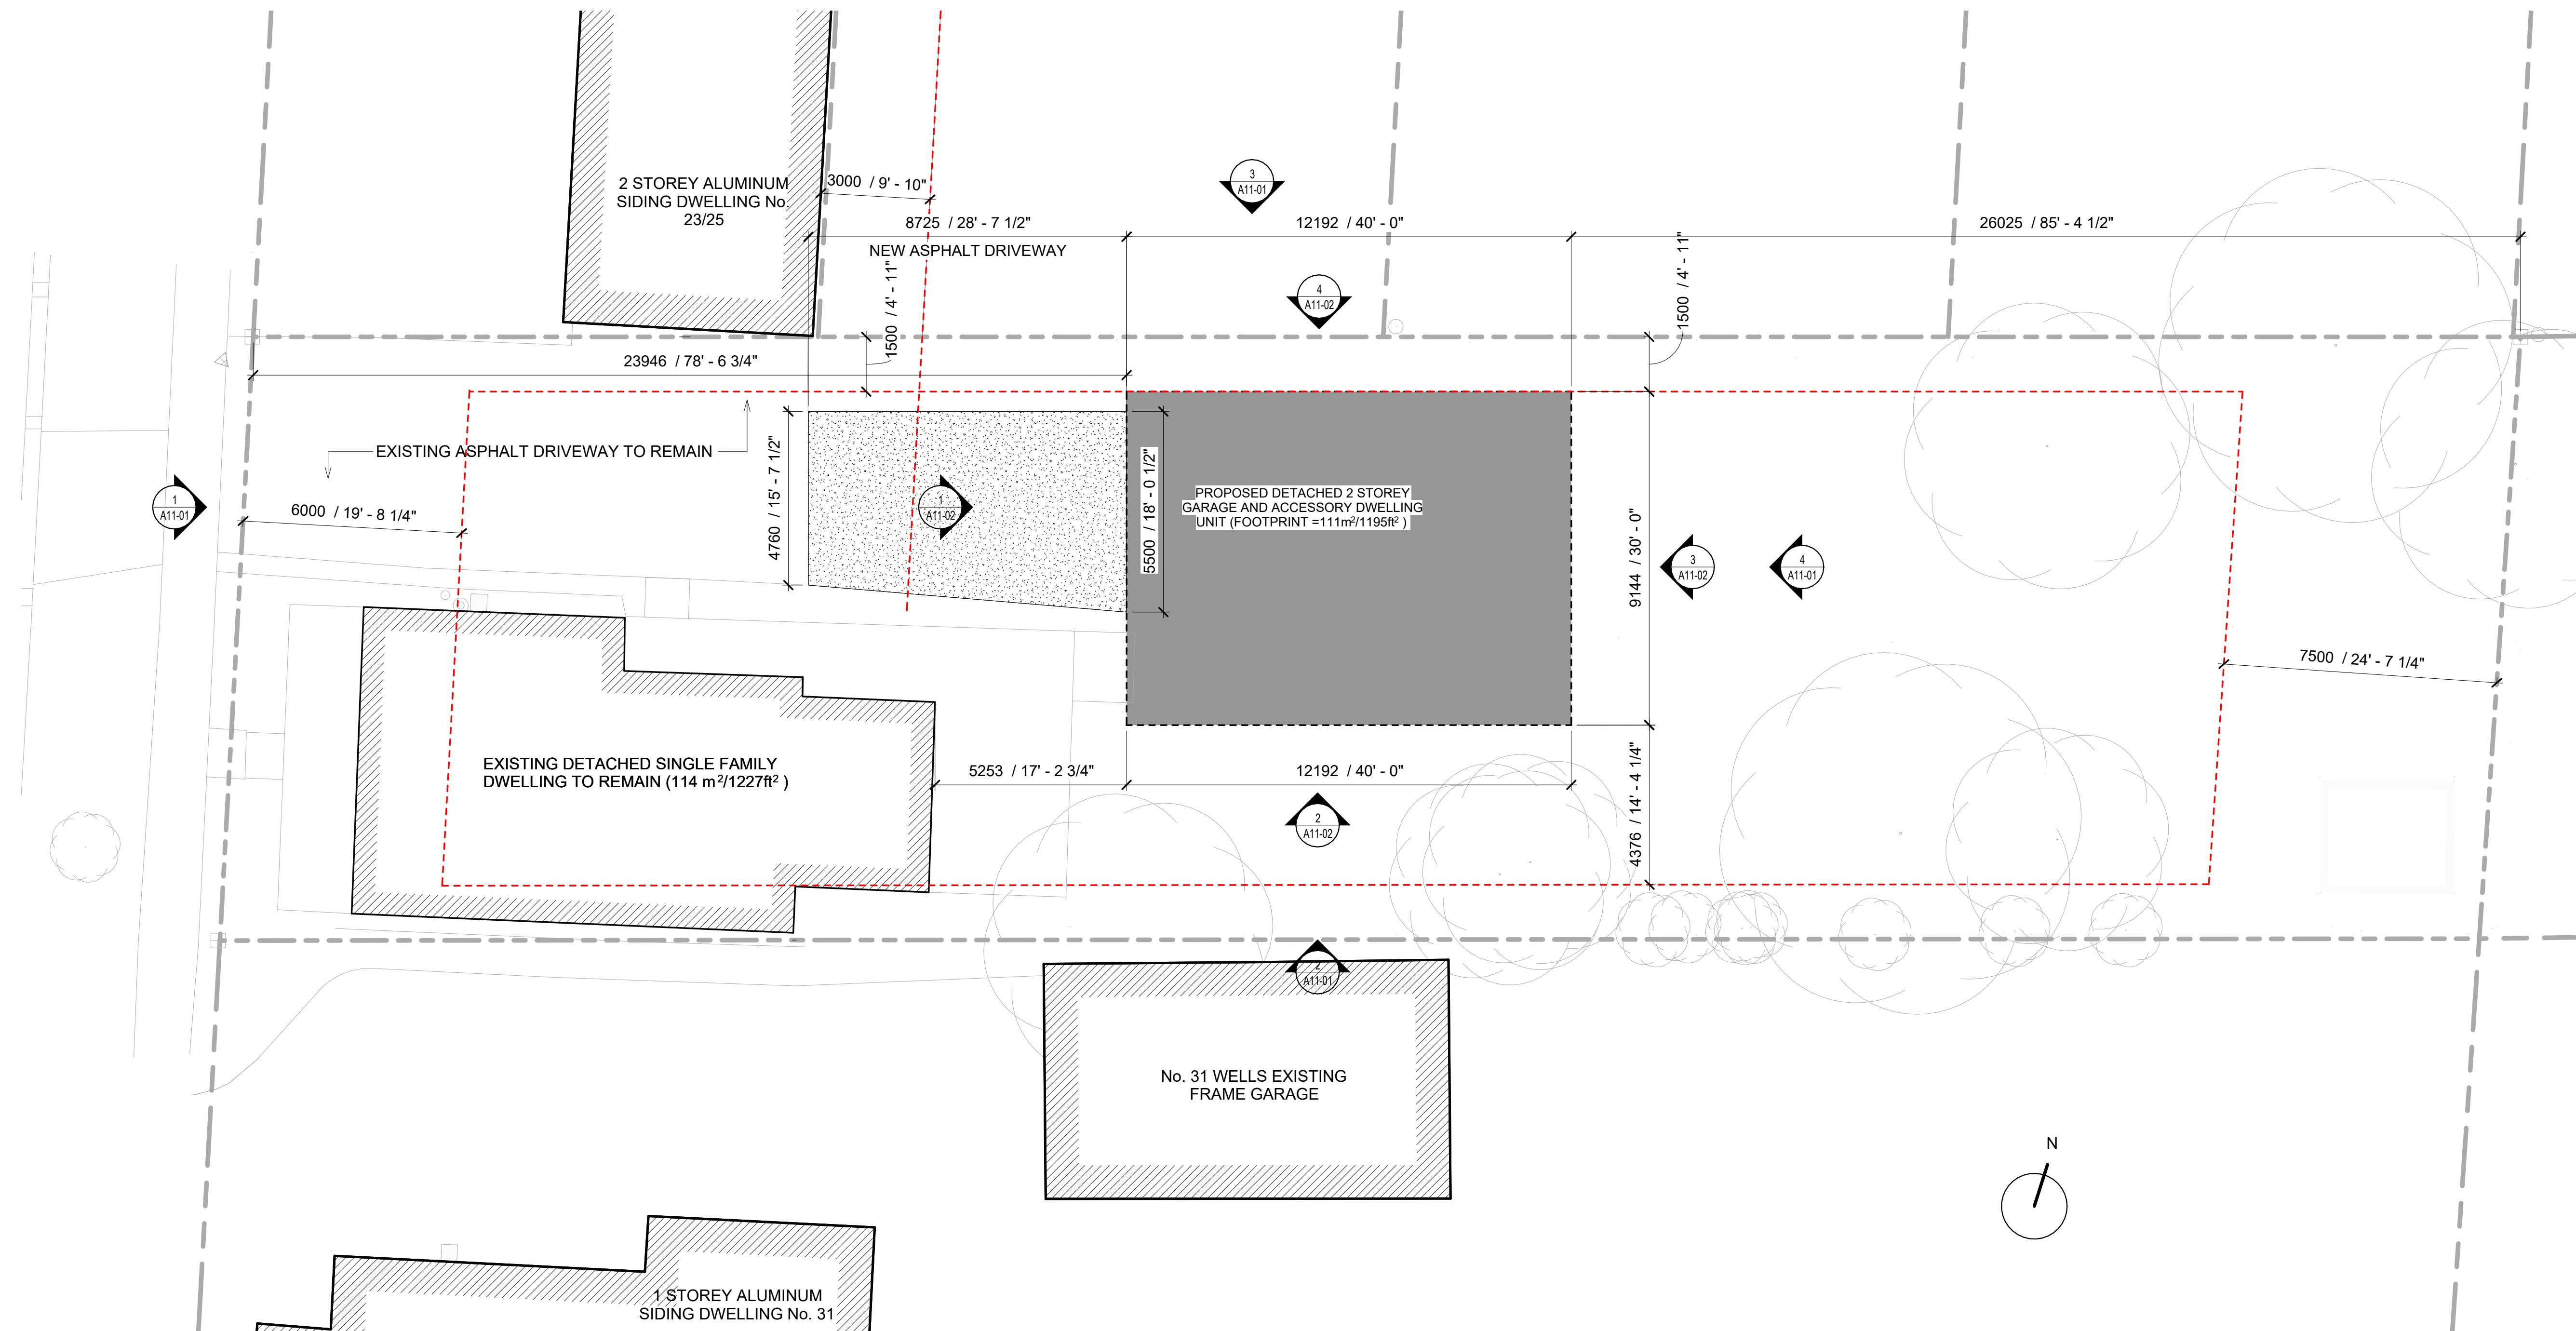 2 STOREY ALUMINUM
SIDING DWELLING No.
23/25
3000 / 9' - 10"
3
A11-01
8725 / 28' - 7 1/2"
12192 / 40' - 0"
26025 / 85' - 4 1/2"
NEW ASPHALT DRIVEWAY
1500 / 4' - 11"
1500 / 4' - 11"
4
A11-02
23946 / 78' - 6 3/4"
EXISTING ASPHALT DRIVEWAY TO REMAIN
4760 / 15' - 7 1/2"
5500 / 18' - 0 1/2"
1
A11-01
6000 / 19' - 8 1/4"
1
A11-02
PROPOSED DETACHED 2 STOREY
GARAGE AND ACCESSORY DWELLING
UNIT (FOOTPRINT =111m²/1195ft² )
9144 / 30' - 0"
3
A11-02
4
A11-01
7500 / 24' - 7 1/4"
EXISTING DETACHED SINGLE FAMILY
DWELLING TO REMAIN (114 m²/1227ft² )
5253 / 17' - 2 3/4"
12192 / 40' - 0"
4376 / 14' - 4 1/4"
2
A11-02
2
A11-01
No. 31 WELLS EXISTING
FRAME GARAGE
N
1 STOREY ALUMINUM
SIDING DWELLING No. 31